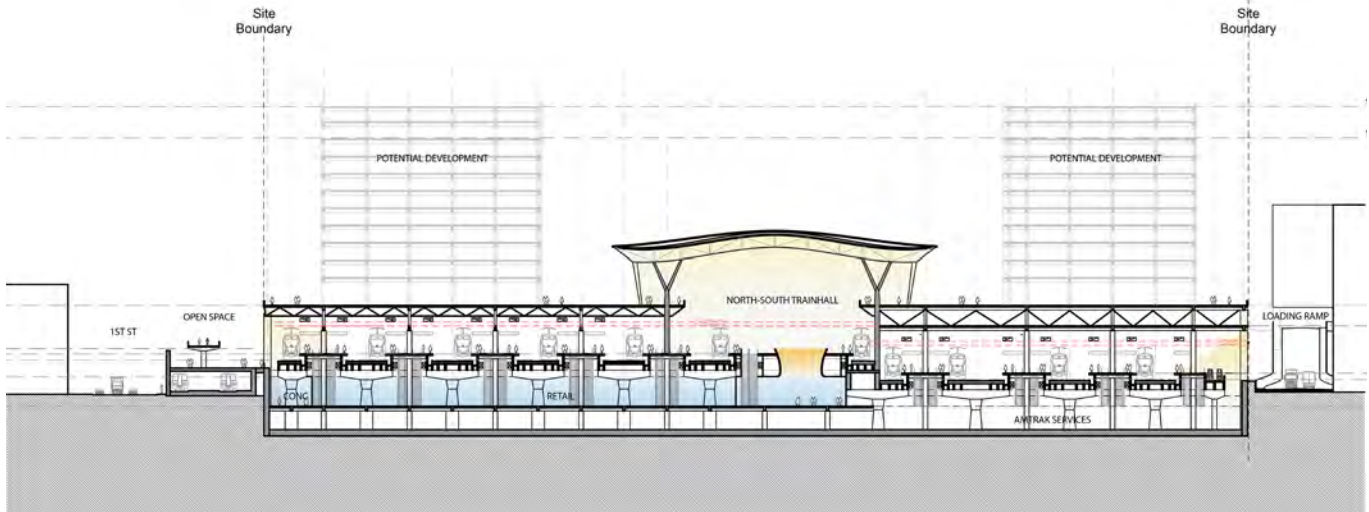 Site
Boundary
Site
Boundary
POTENTIAL DEVELOPMENT
POTENTIAL DEVELOPMENT
NORTH-SOUTH TRAINHALL
1ST ST
OPEN SPACE
LOADING RAMP
CONC
RETAIL
AMTRAK SERVICES